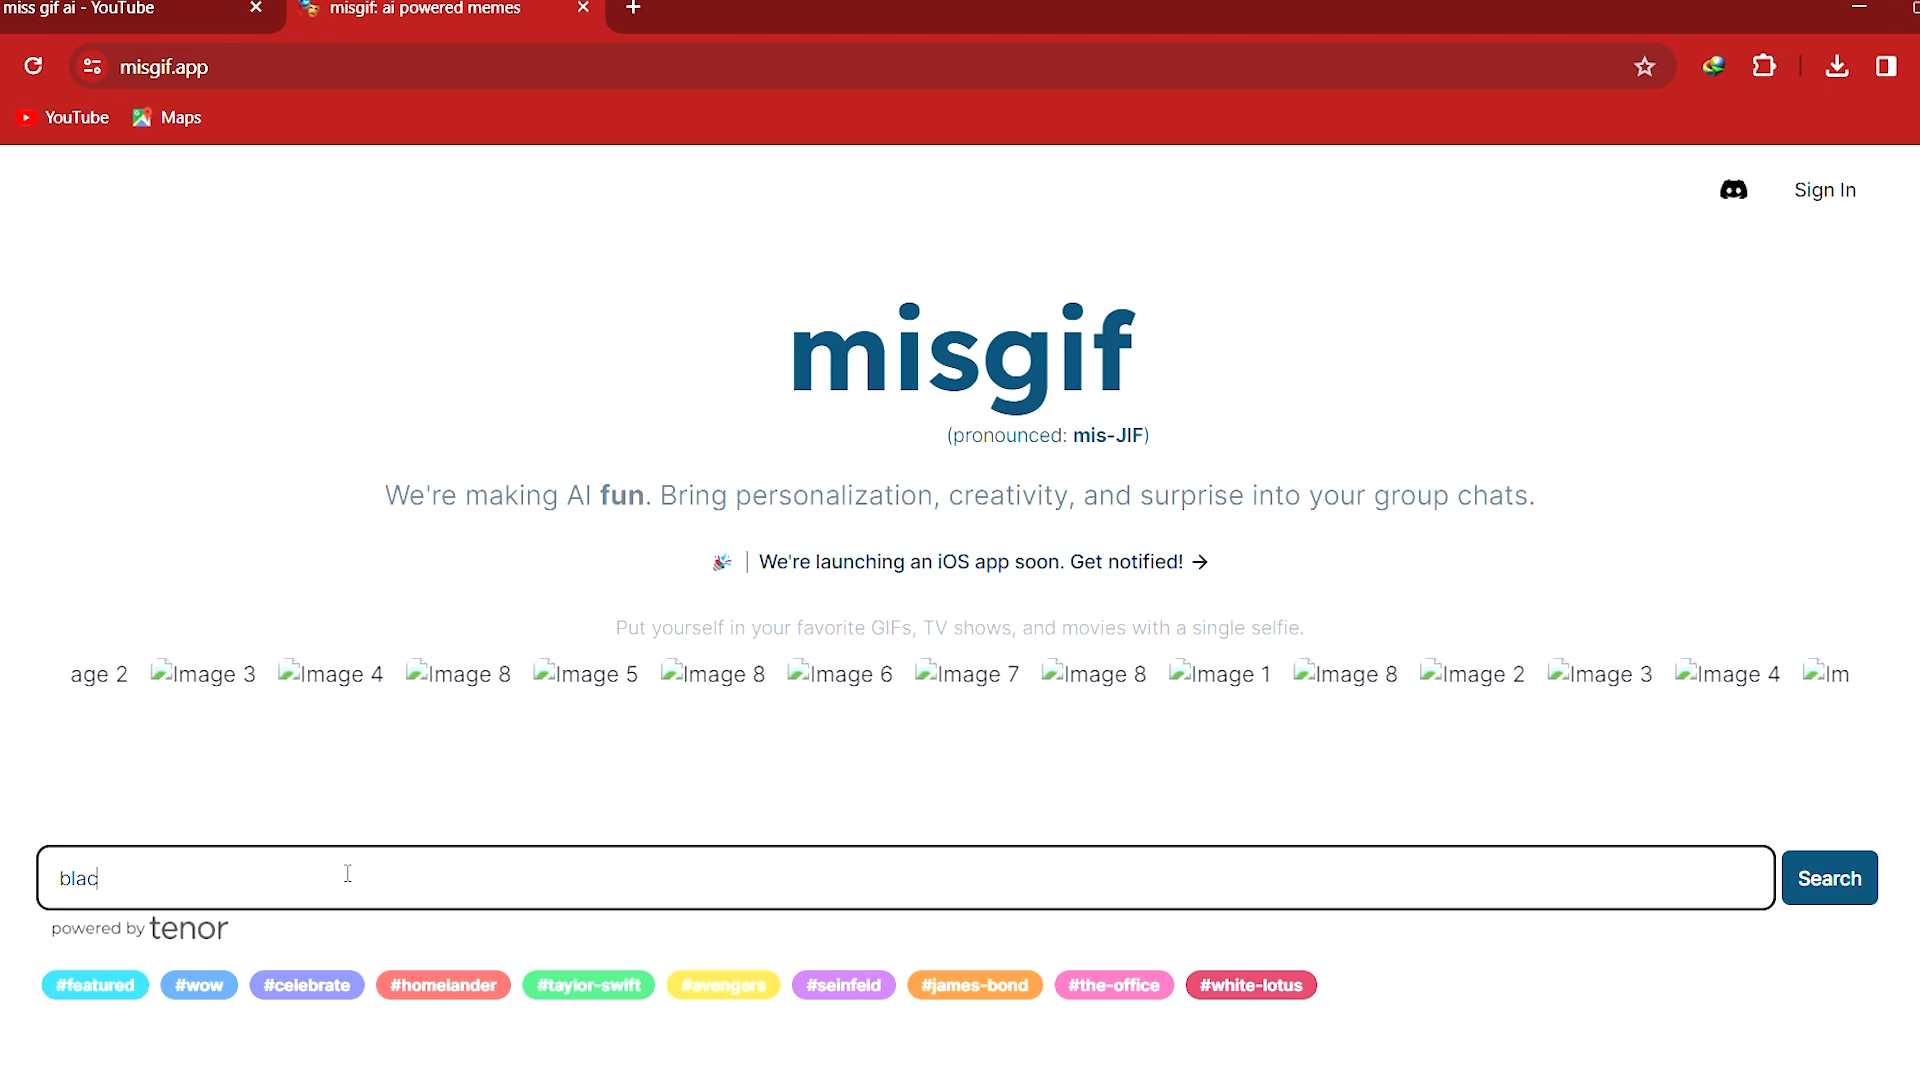 miss gif ai - YouTube
misgif: ai powered memes
misgif.app
YouTube
Maps
Sign In
misgif
(pronounced: mis-JIF)
We're making AI fun. Bring personalization, creativity, and surprise into your group chats.
We're launching an iOS app soon. Get notified! →
Put yourself in your favorite GIFs, TV shows, and movies with a single selfie.
age 2 Image 3 Image 4 Image 8 Image 5 Image 8 Image 6 Image 7 Image 8 Image 1 Image 8 Image 2 Image 3 Image 4 Im
blac
Search
powered by tenor
#featured #wow #celebrate #homelander #taylor-swift #avengers #seinfeld #james-bond #the-office #white-lotus